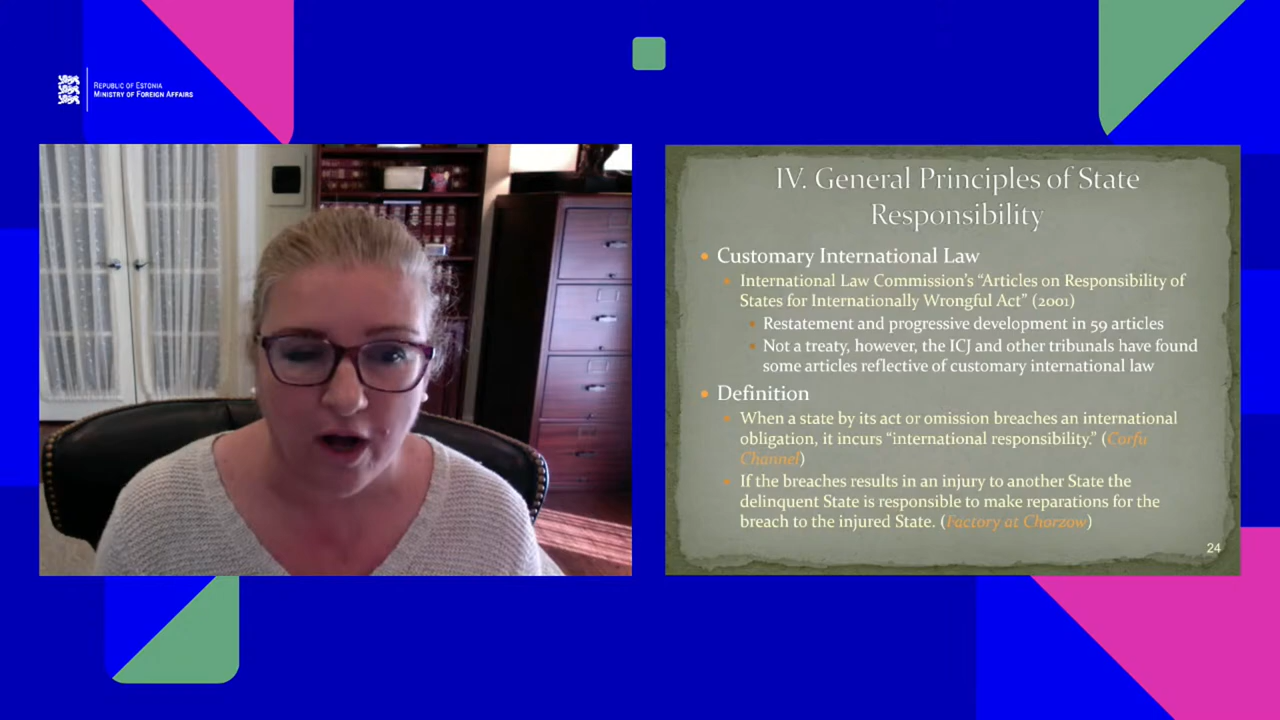 REPUBLIC OF ESTONIA
MINISTRY OF FOREIGN AFFAIRS
IV. General Principles of State
Responsibility
• Customary International Law
• International Law Commission's "Articles on Responsibility of
States for Internationally Wrongful Act" (2001)
• Restatement and progressive development in 59 articles
• Not a treaty, however, the ICJ and other tribunals have found
some articles reflective of customary international law
• Definition
• When a state by its act or omission breaches an international
obligation, it incurs "international responsibility." (Corfu
Channel)
• If the breaches results in an injury to another State the
delinquent State is responsible to make reparations for the
breach to the injured State. (Factory at Chorzow)
24